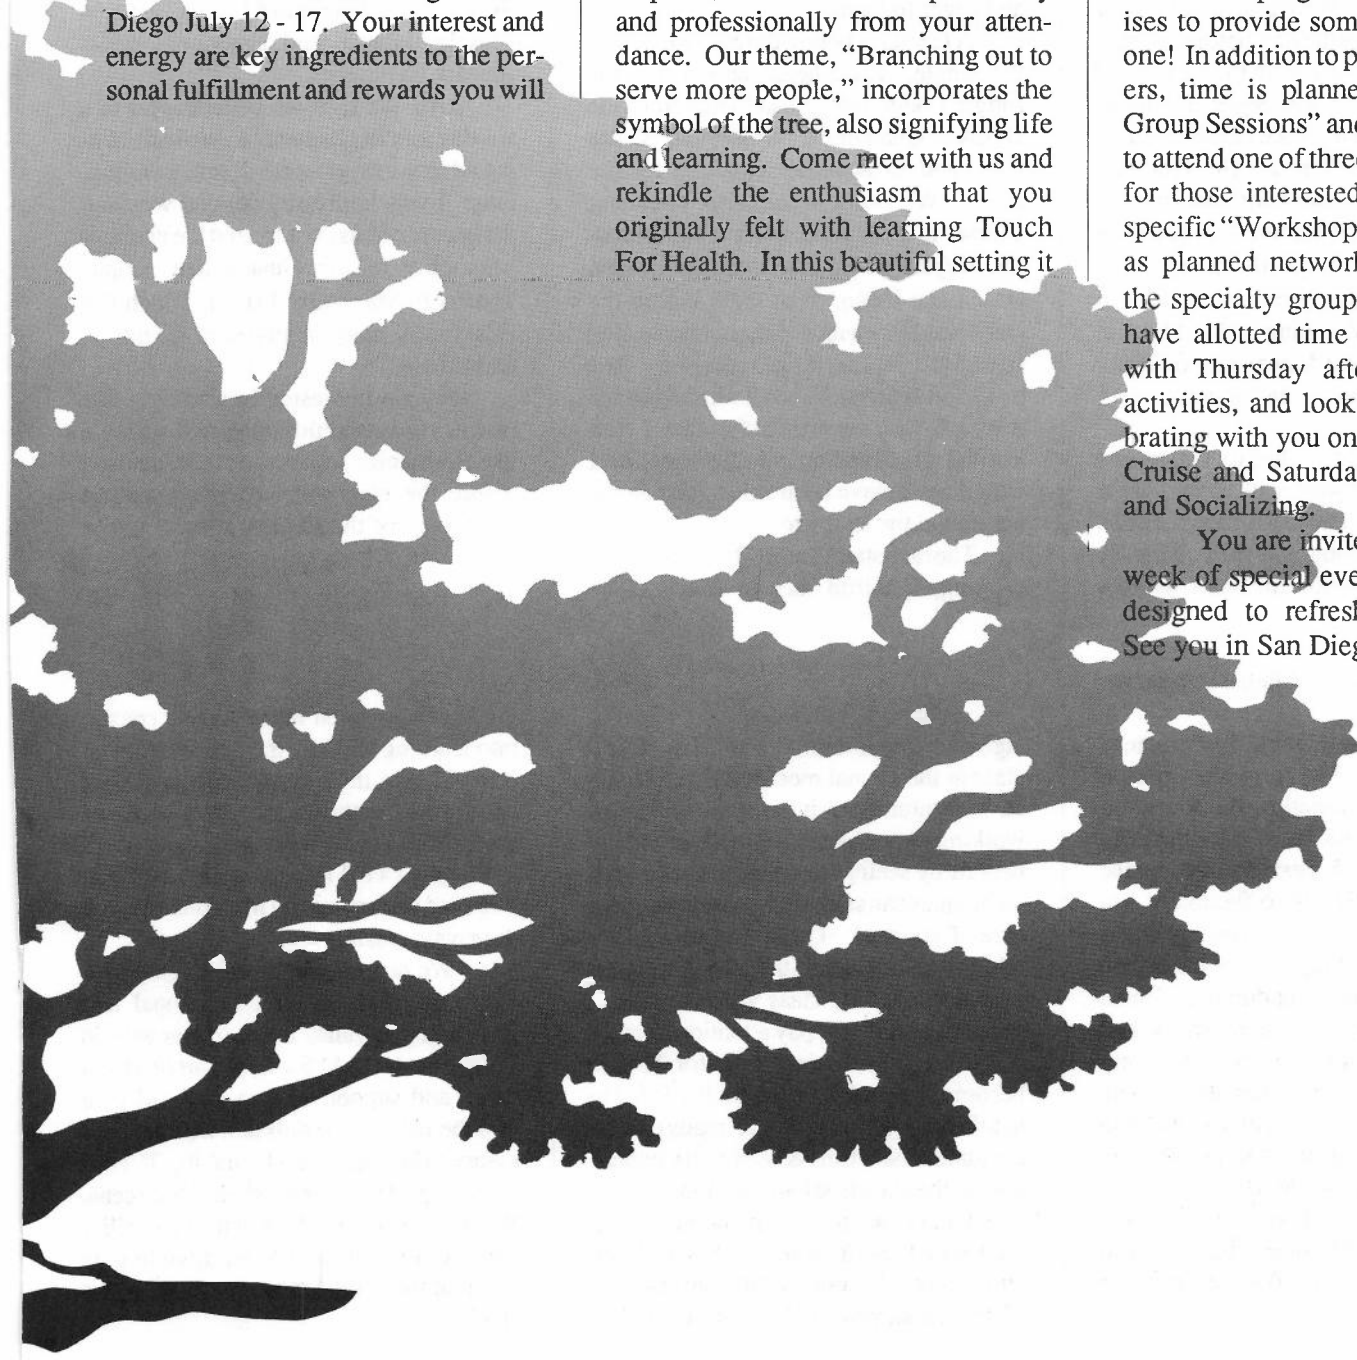 Diego July 12 - 17. Your interest and
energy are key ingredients to the per-
sonal fulfillment and rewards you will
and professionally from your atten-
dance. Our theme, “Branching out to
serve more people,” incorporates the
symbol of the tree, also signifying life
and learning. Come meet with us and
rekindle the enthusiasm that you
originally felt with learning Touch
For Health. In this beautiful setting it
ises to provide som
one! In addition to p
ers, time is planne
Group Sessions” and
to attend one of three
for those interested
specific “Workshop
as planned network
the specialty group
have allotted time
with Thursday afte
activities, and look
brating with you on
Cruise and Saturda
and Socializing.
You are invite
week of special eve
designed to refresh
See you in San Dieg